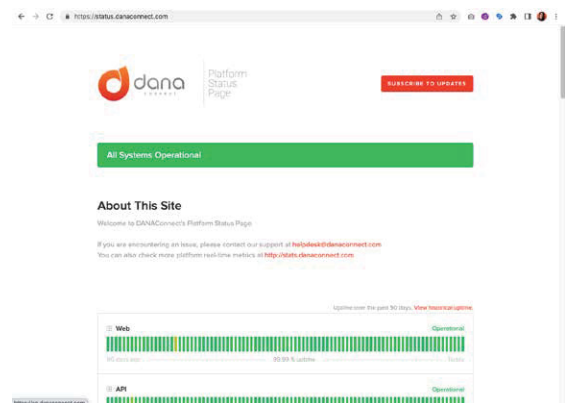 https://status.danaconnect.com
dana
connect
Platform
Status
Page
SUBSCRIBE TO UPDATES
All Systems Operational
About This Site
Welcome to DANAConnect's Platform Status Page
If you are encountering an issue, please contact our support at helpdesk@danaconnect.com
You can also check more platform real-time metrics at http://stats.danaconnect.com
Uptime over the past 90 days. View historical uptime.
Web Operational
90 days ago 99.99 % uptime Today
API Operational